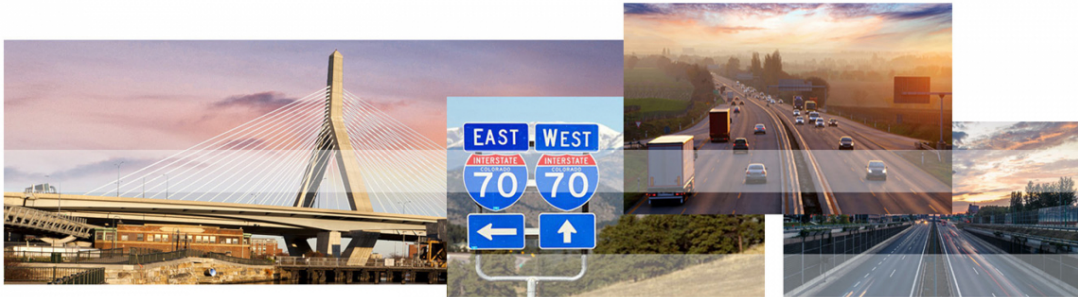 EAST WEST
INTERSTATE INTERSTATE
COLORADO COLORADO
70 70